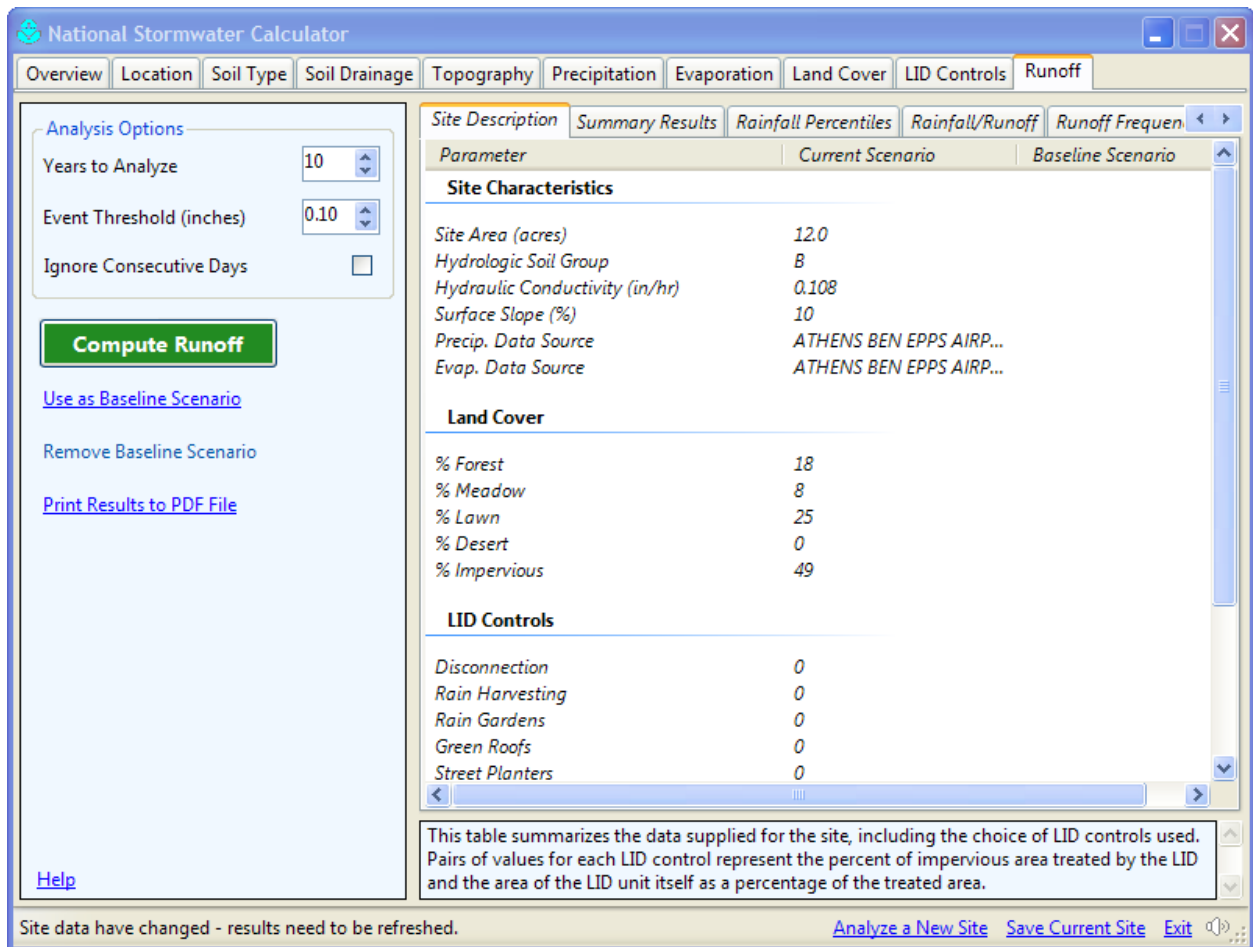 National Stormwater Calculator
Overview Location Soil Type Soil Drainage Topography Precipitation Evaporation Land Cover LID Controls Runoff
Analysis Options
Years to Analyze 10
Event Threshold (inches) 0.10
Ignore Consecutive Days
Compute Runoff
Use as Baseline Scenario
Remove Baseline Scenario
Print Results to PDF File
Help
Site Description Summary Results Rainfall Percentiles Rainfall/Runoff Runoff Frequen
Parameter Current Scenario Baseline Scenario
Site Characteristics
Site Area (acres) 12.0
Hydrologic Soil Group B
Hydraulic Conductivity (in/hr) 0.108
Surface Slope (%) 10
Precip. Data Source ATHENS BEN EPPS AIRP...
Evap. Data Source ATHENS BEN EPPS AIRP...
Land Cover
% Forest 18
% Meadow 8
% Lawn 25
% Desert 0
% Impervious 49
LID Controls
Disconnection 0
Rain Harvesting 0
Rain Gardens 0
Green Roofs 0
Street Planters 0
This table summarizes the data supplied for the site, including the choice of LID controls used.
Pairs of values for each LID control represent the percent of impervious area treated by the LID
and the area of the LID unit itself as a percentage of the treated area.
Site data have changed - results need to be refreshed. Analyze a New Site Save Current Site Exit